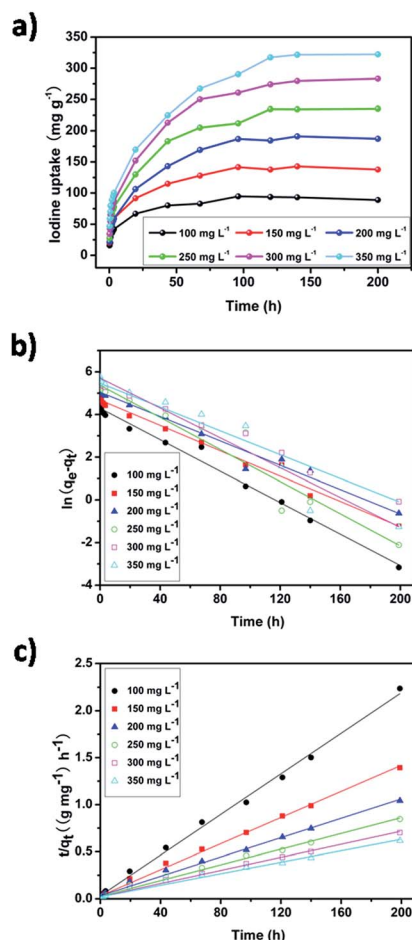 a)
350
300
250
200
150
100
50
0
Iodine uptake (mg g⁻¹)
100 mg L⁻¹ 150 mg L⁻¹ 200 mg L⁻¹
250 mg L⁻¹ 300 mg L⁻¹ 350 mg L⁻¹
0 50 100 150 200
Time (h)
b)
8
4
0
-4
ln (qₑ-qₜ)
100 mg L⁻¹
150 mg L⁻¹
200 mg L⁻¹
250 mg L⁻¹
300 mg L⁻¹
350 mg L⁻¹
0 40 80 120 160 200
Time (h)
c)
2.5
2.0
1.5
1.0
0.5
0.0
t/qₜ ((g mg⁻¹) h⁻¹)
100 mg L⁻¹
150 mg L⁻¹
200 mg L⁻¹
250 mg L⁻¹
300 mg L⁻¹
350 mg L⁻¹
0 40 80 120 160 200
Time (h)